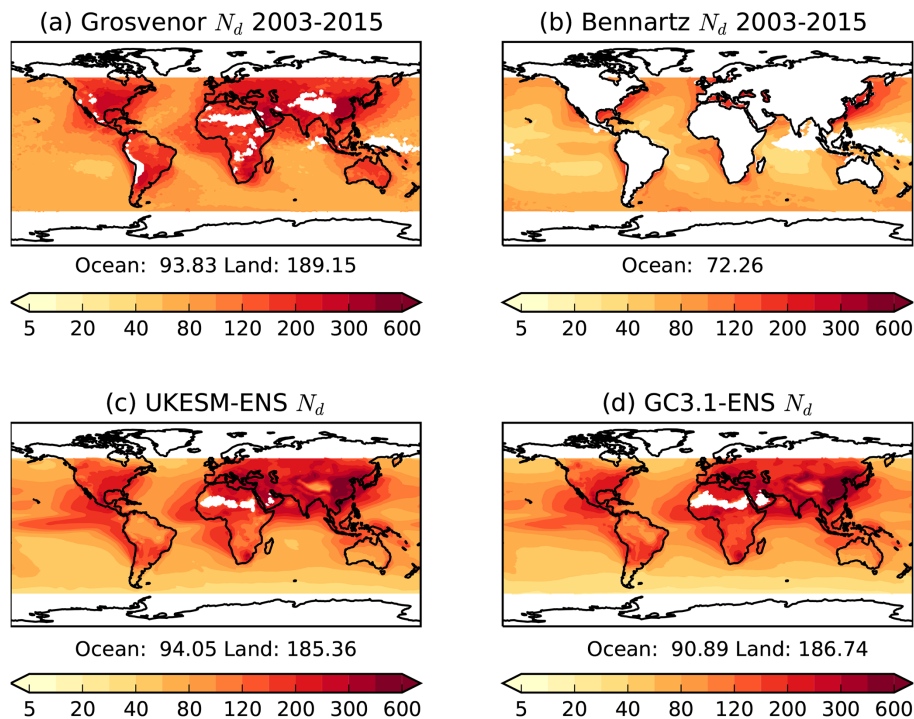 (a) Grosvenor N_d 2003-2015
(b) Bennartz N_d 2003-2015
Ocean: 93.83 Land: 189.15
Ocean: 72.26
5 20 40 80 120 200 300 600
5 20 40 80 120 200 300 600
(c) UKESM-ENS N_d
(d) GC3.1-ENS N_d
Ocean: 94.05 Land: 185.36
Ocean: 90.89 Land: 186.74
5 20 40 80 120 200 300 600
5 20 40 80 120 200 300 600